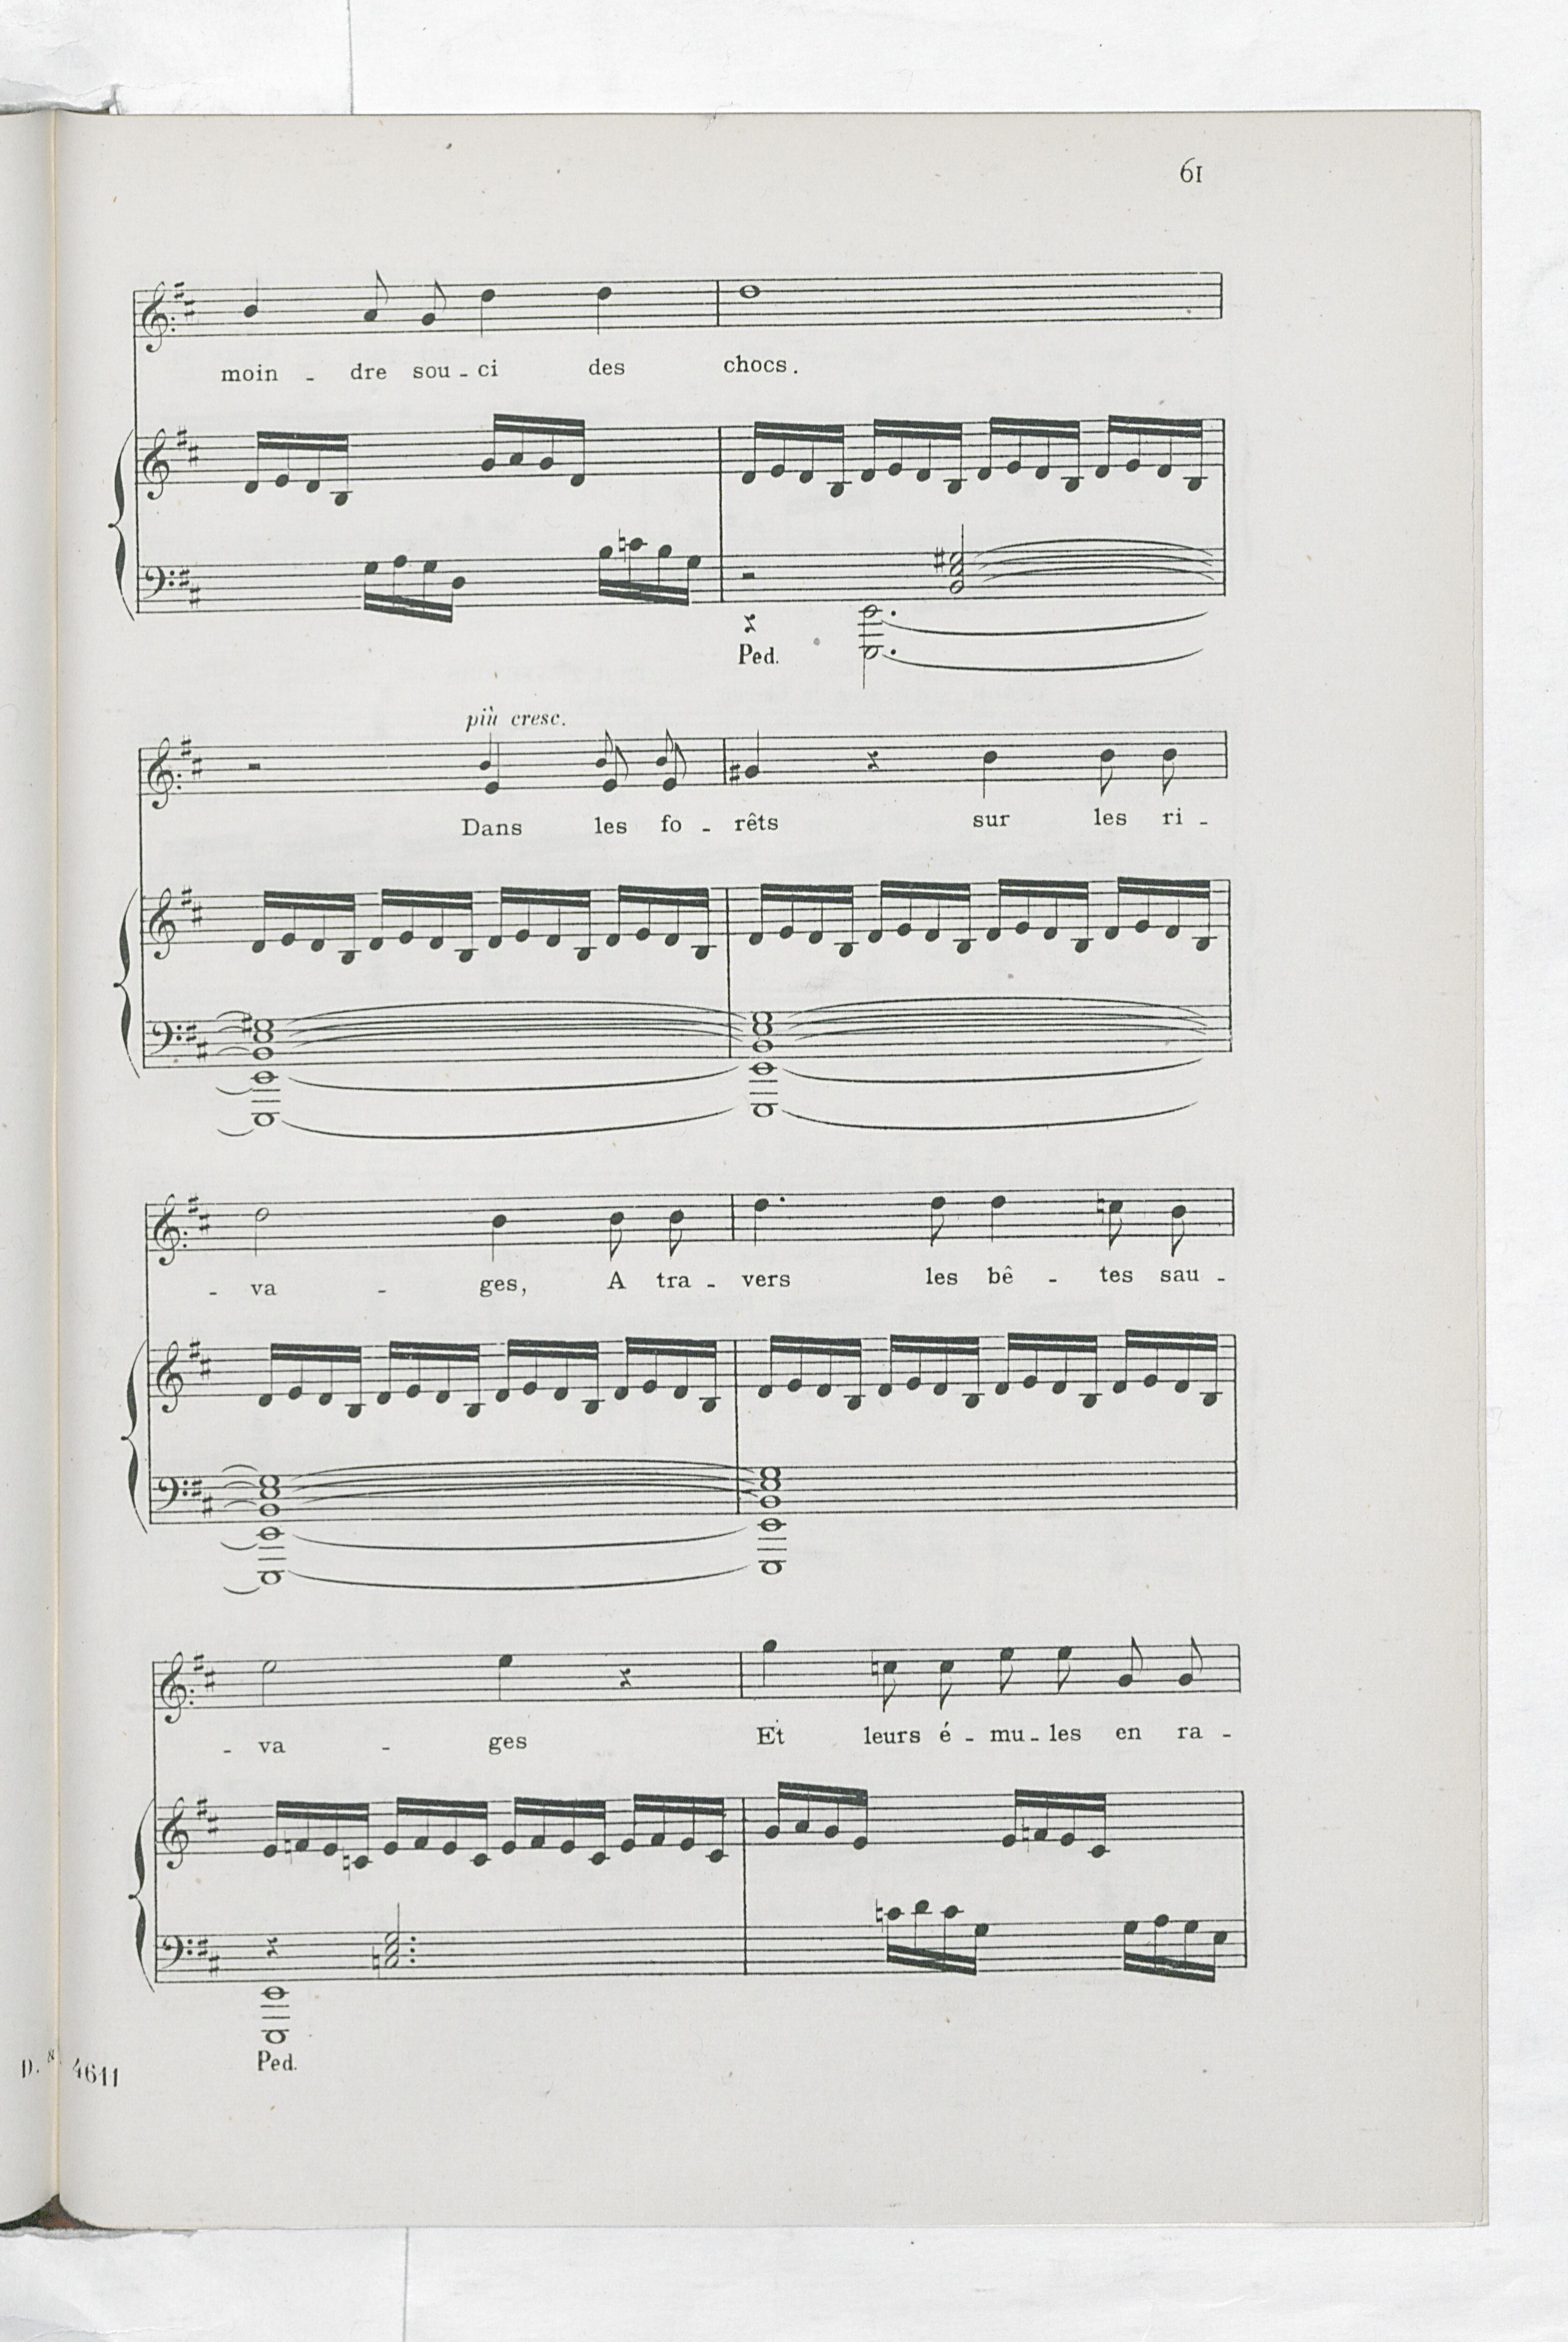 61
moin - dre sou - ci des chocs.
Ped.
più cresc.
Dans les fo - rêts sur les ri -
- va - ges, A tra - vers les bê - tes sau -
- va - ges Et leurs é - mu - les en ra -
Ped.
D. & 4611